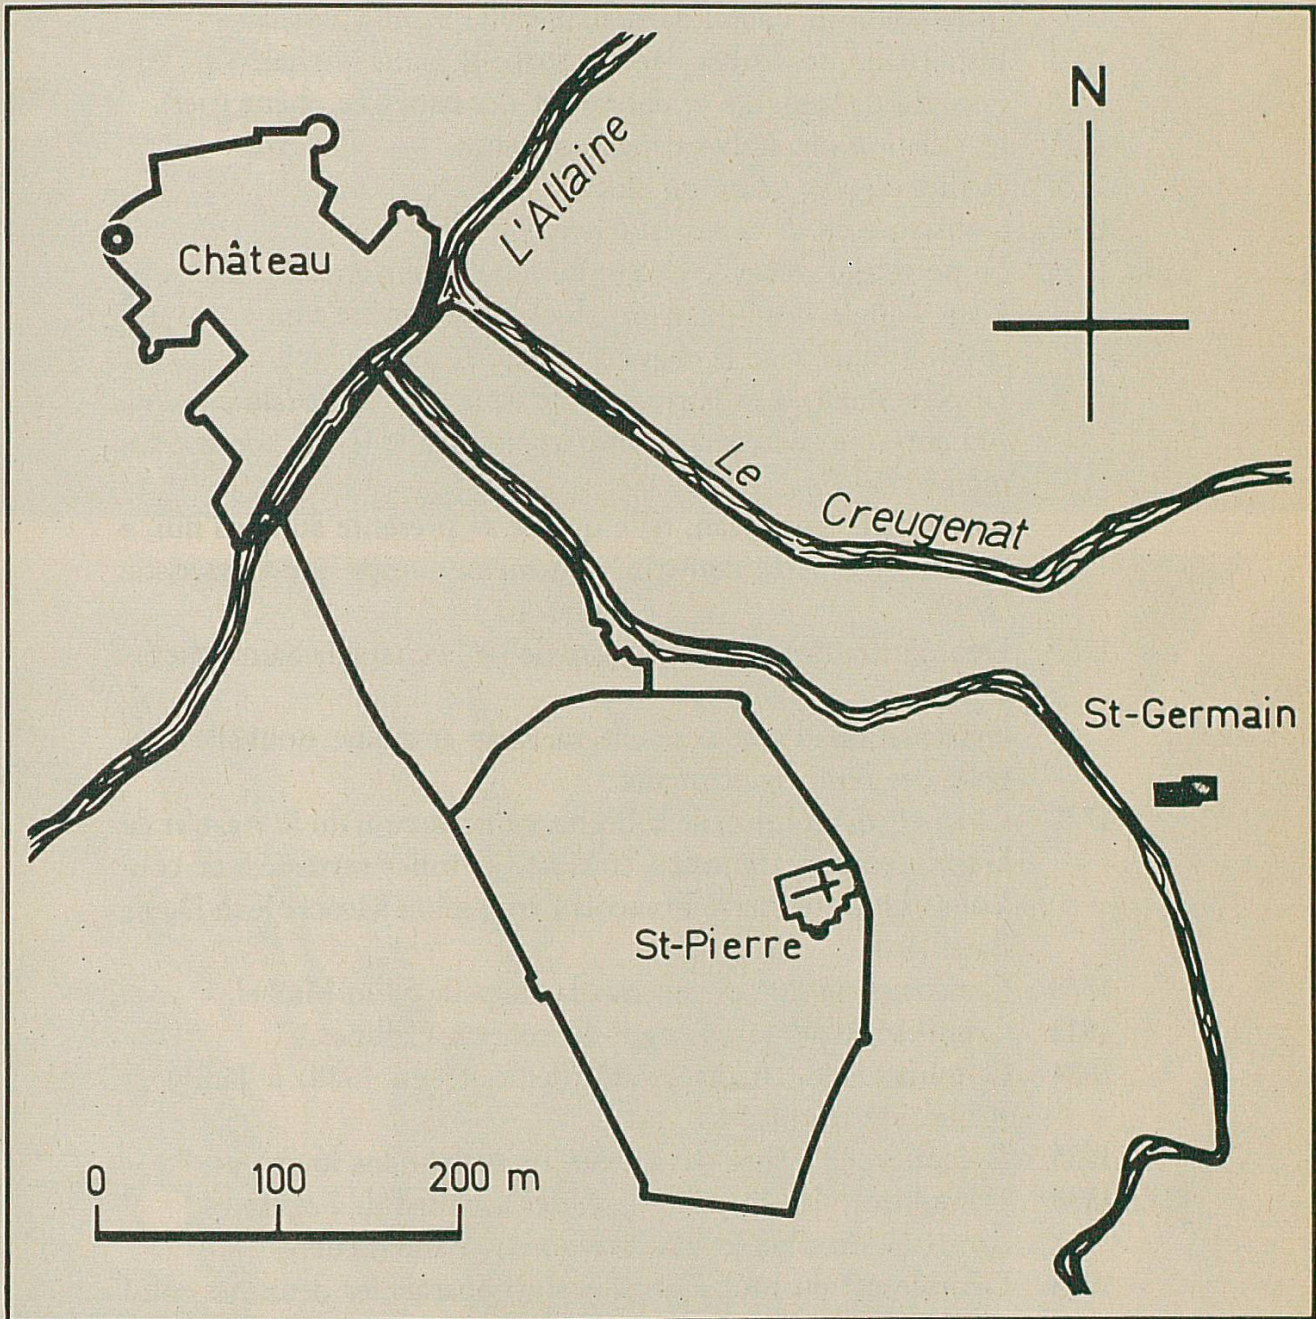 N
L'Allaine
Château
Le
Creugenat
St-Germain
St-Pierre
0 100 200 m